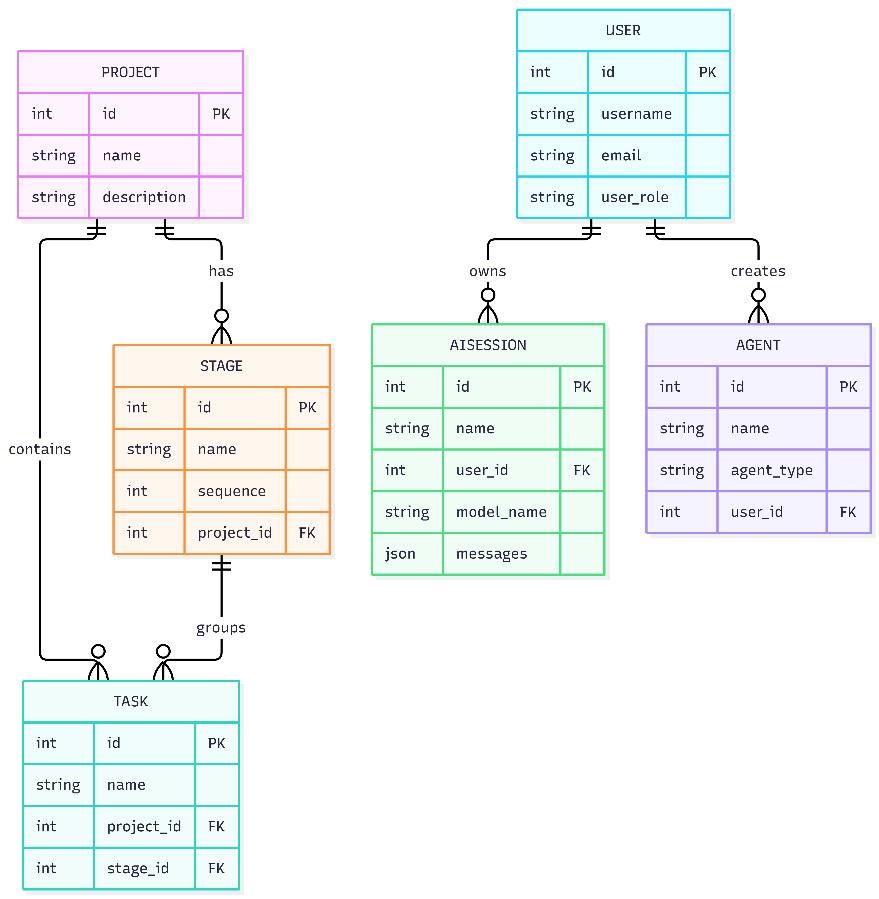 PROJECT
int id PK
string name
string description
USER
int id PK
string username
string email
string user_role
has
owns
creates
contains
STAGE
int id PK
string name
int sequence
int project_id FK
AISESSION
int id PK
string name
int user_id FK
string model_name
json messages
AGENT
int id PK
string name
string agent_type
int user_id FK
groups
TASK
int id PK
string name
int project_id FK
int stage_id FK